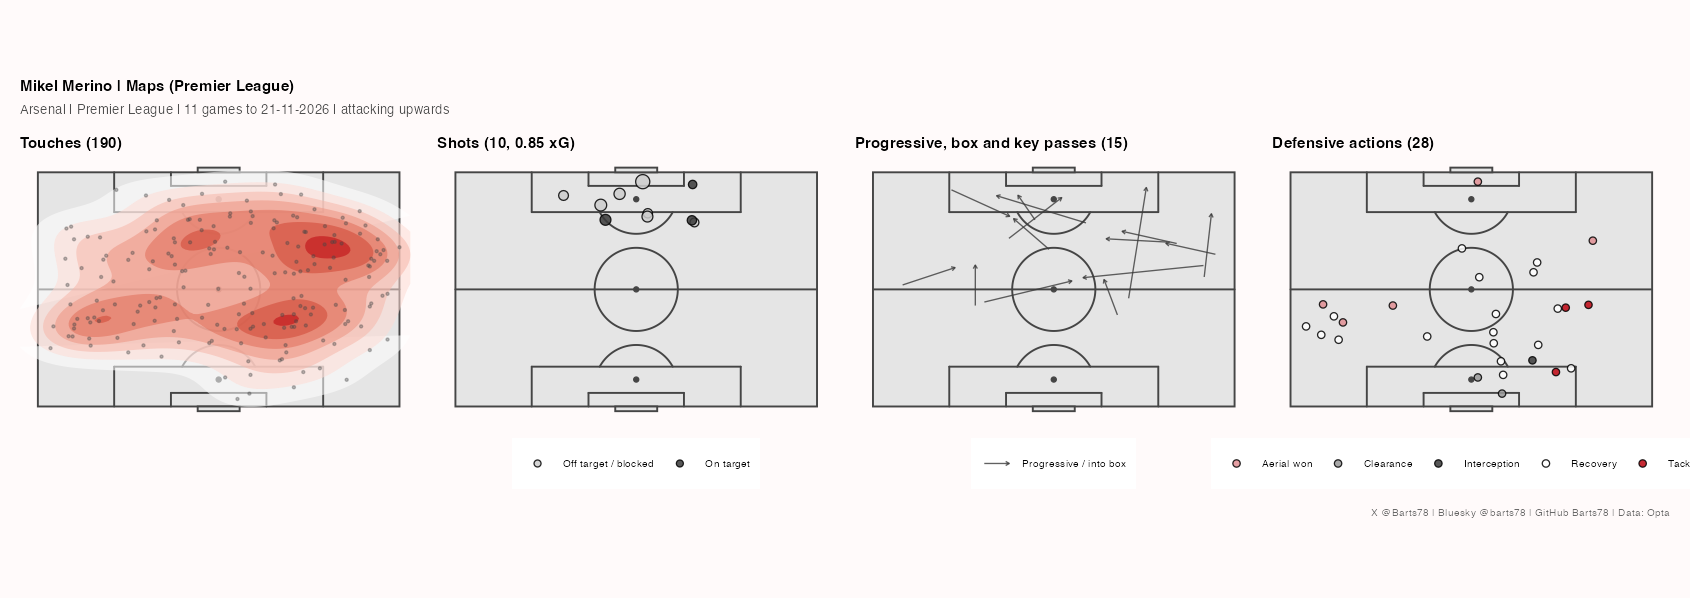 Mikel Merino | Maps (Premier League)
Arsenal | Premier League | 11 games to 21-11-2026 | attacking upwards
Touches (190)
Shots (10, 0.85 xG)
Progressive, box and key passes (15)
Defensive actions (28)
Off target / blocked
On target
Progressive / into box
Aerial won
Clearance
Interception
Recovery
Tack
X @Barts78 | Bluesky @barts78 | GitHub Barts78 | Data: Opta